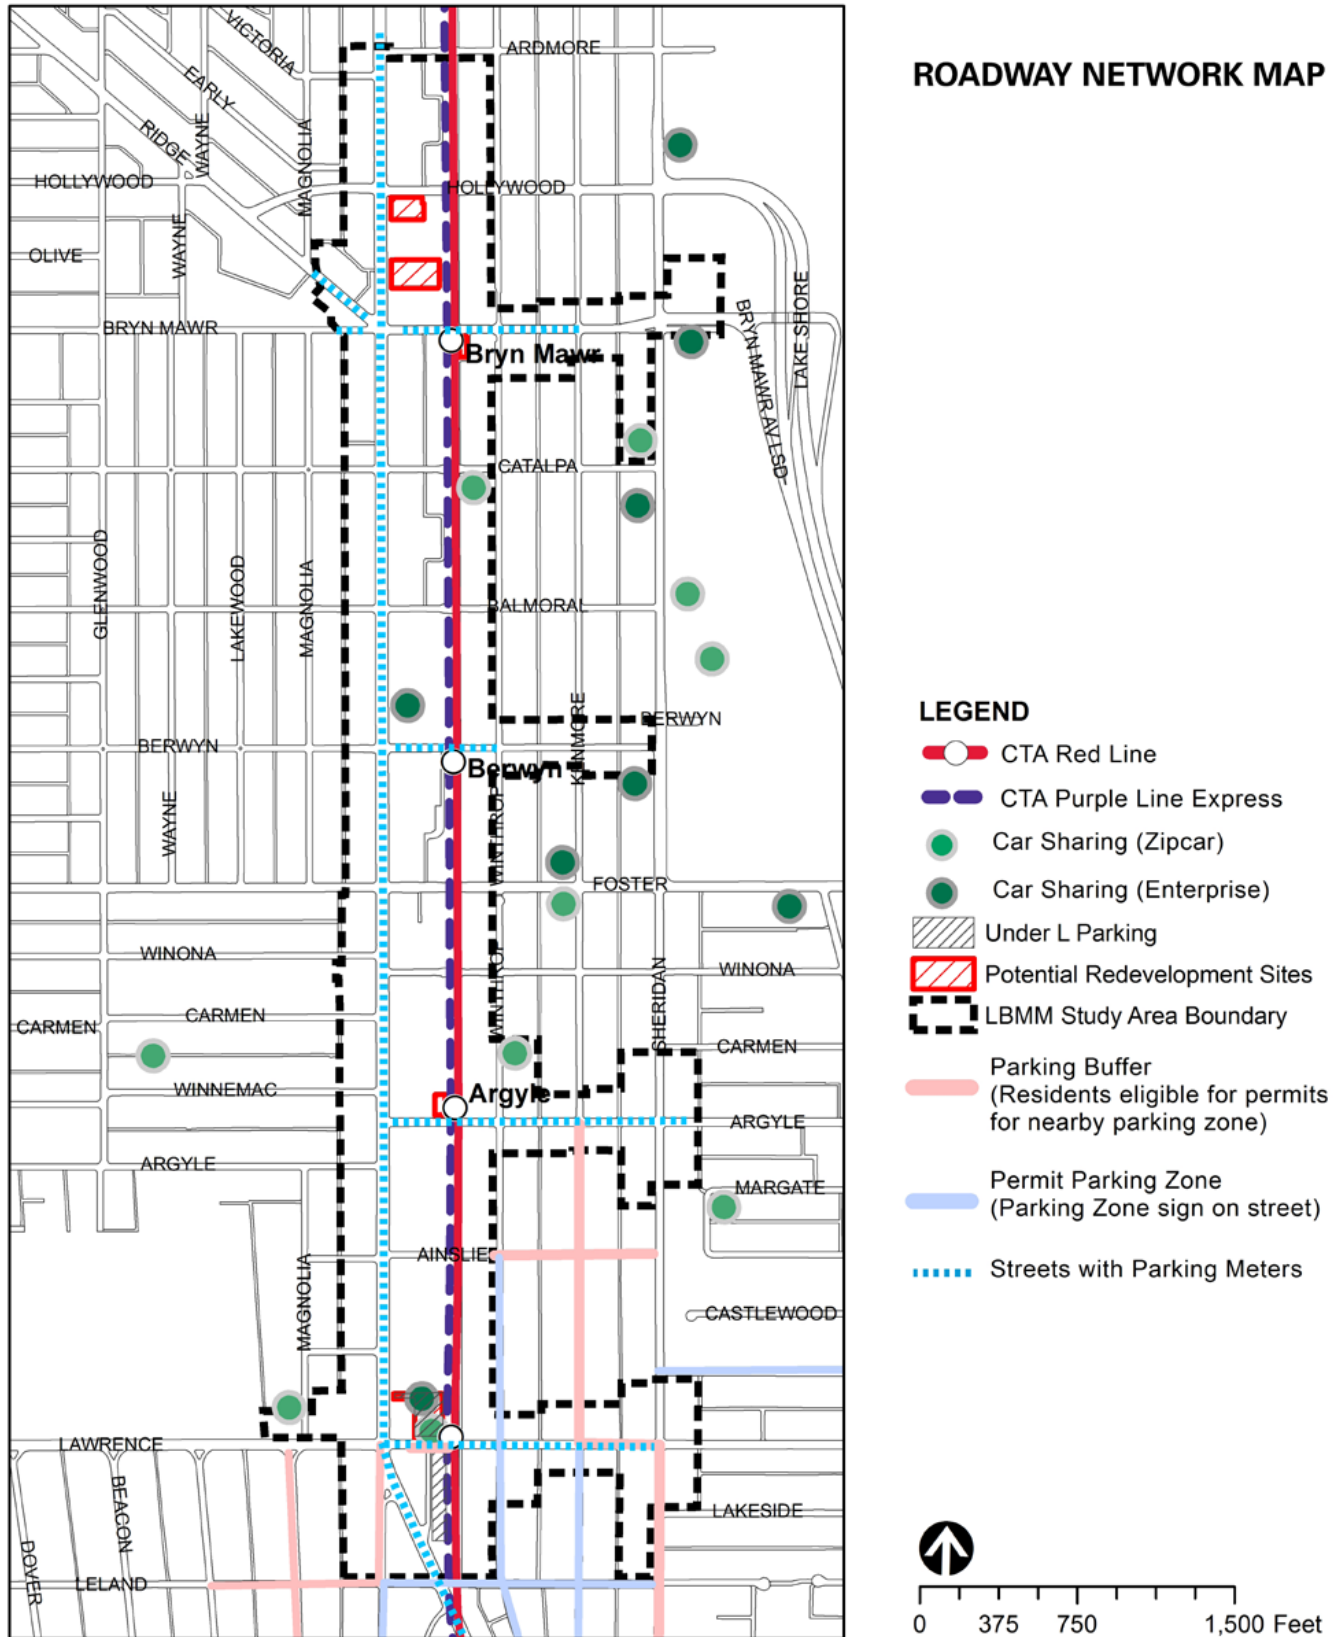 ROADWAY NETWORK MAP
VICTORIA
ARDMORE
EARLY
RIDGE
WAYNE
MAGNOLIA
HOLLYWOOD
HOLLYWOOD
WAYNE
OLIVE
LAKE SHORE
BRYN MAWR
BRYN MAWR AV LSD
Bryn Mawr
CATALPA
GLENWOOD
LAKEWOOD
MAGNOLIA
BALMORAL
KENMORE
BERWYN
BERWYN
Berwyn
WAYNE
WINTHROP
FOSTER
WINONA
WINTHROP
SHERIDAN
WINONA
CARMEN
CARMEN
CARMEN
WINNEMAC
Argyle
ARGYLE
ARGYLE
MARGATE
AINSLIE
MAGNOLIA
CASTLEWOOD
LAWRENCE
BEACON
LAKESIDE
DOVER
LELAND
LEGEND
CTA Red Line
CTA Purple Line Express
Car Sharing (Zipcar)
Car Sharing (Enterprise)
Under L Parking
Potential Redevelopment Sites
LBMM Study Area Boundary
Parking Buffer
(Residents eligible for permits
for nearby parking zone)
Permit Parking Zone
(Parking Zone sign on street)
Streets with Parking Meters
0 375 750 1,500 Feet